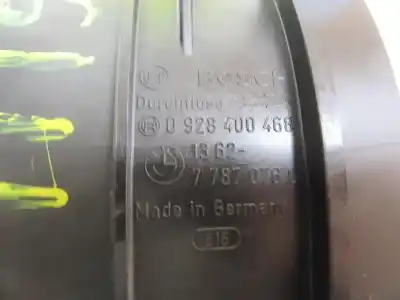 BOSCH
Durchfluss
0 928 400 468
13 62-
7 787 076
Made in Germany